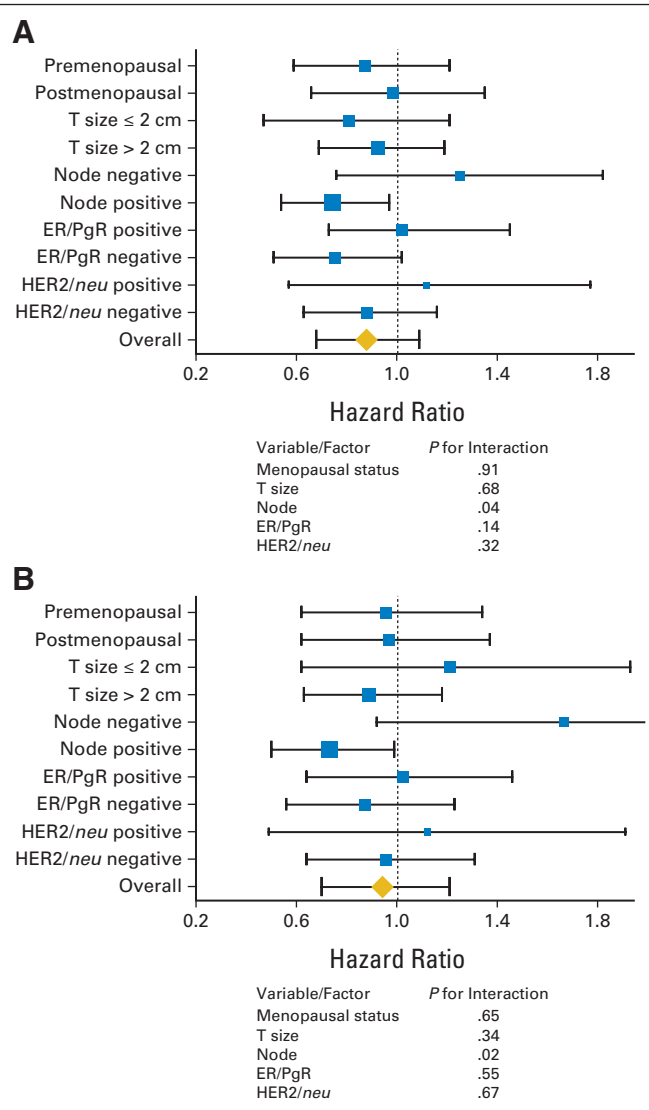 A
Premenopausal
Postmenopausal
T size ≤ 2 cm
T size > 2 cm
Node negative
Node positive
ER/PgR positive
ER/PgR negative
HER2/neu positive
HER2/neu negative
Overall
0.2 0.6 1.0 1.4 1.8
Hazard Ratio
Variable/Factor P for Interaction
Menopausal status .91
T size .68
Node .04
ER/PgR .14
HER2/neu .32
B
Premenopausal
Postmenopausal
T size ≤ 2 cm
T size > 2 cm
Node negative
Node positive
ER/PgR positive
ER/PgR negative
HER2/neu positive
HER2/neu negative
Overall
0.2 0.6 1.0 1.4 1.8
Hazard Ratio
Variable/Factor P for Interaction
Menopausal status .65
T size .34
Node .02
ER/PgR .55
HER2/neu .67